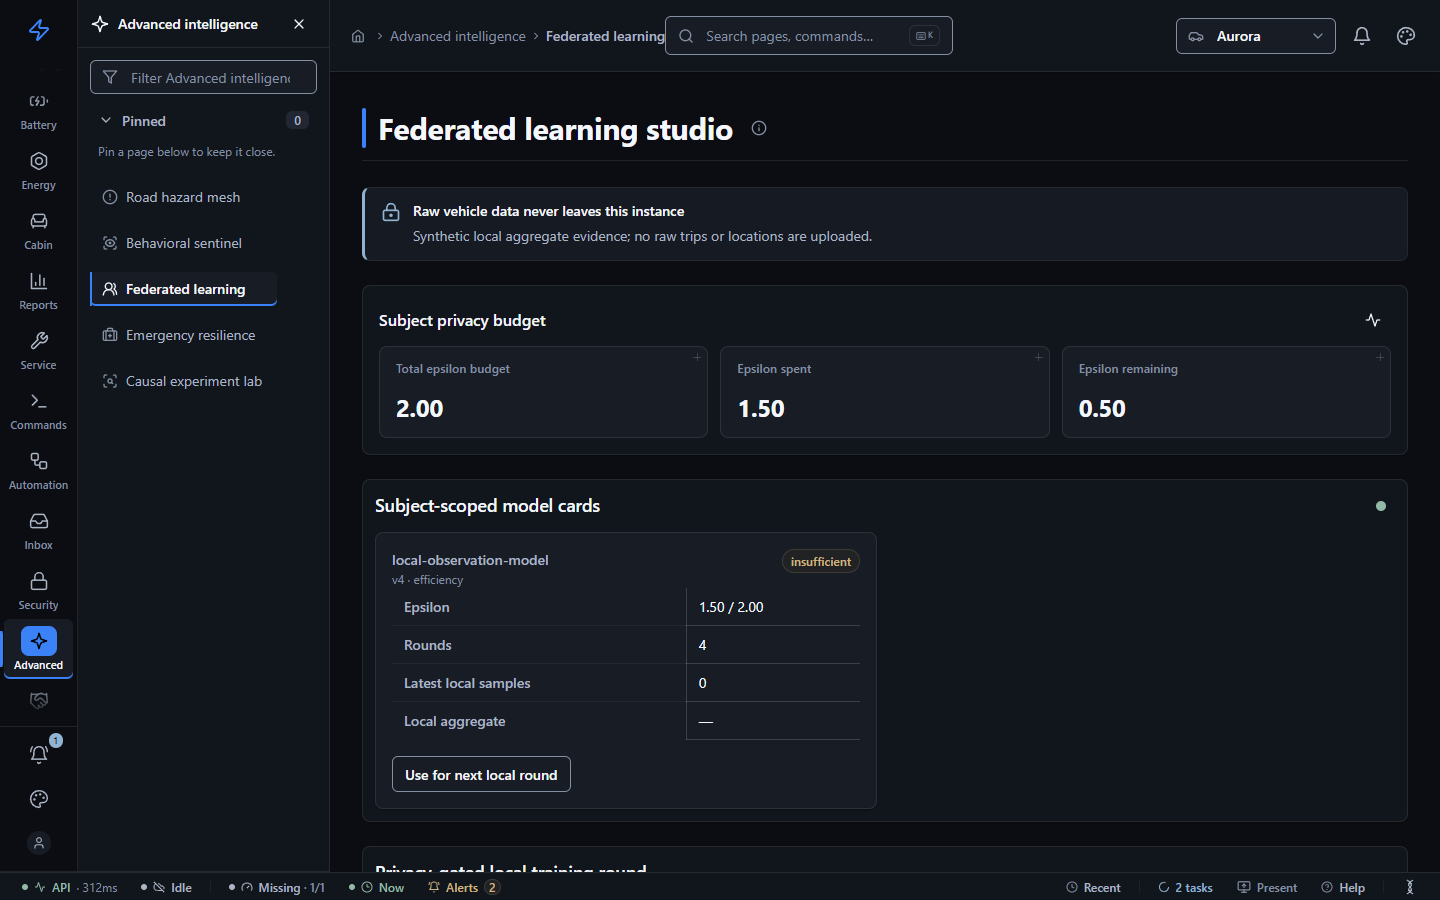 Advanced intelligence
Advanced intelligence
Federated learning
Search pages, commands...
K
Aurora
Filter Advanced intelligenc
Pinned
0
Pin a page below to keep it close.
Road hazard mesh
Behavioral sentinel
Federated learning
Emergency resilience
Causal experiment lab
Battery
Energy
Cabin
Reports
Service
Commands
Automation
Inbox
Security
Advanced
1
Federated learning studio
Raw vehicle data never leaves this instance
Synthetic local aggregate evidence; no raw trips or locations are uploaded.
Subject privacy budget
Total epsilon budget
2.00
Epsilon spent
1.50
Epsilon remaining
0.50
Subject-scoped model cards
local-observation-model
insufficient
v4 · efficiency
Epsilon
1.50 / 2.00
Rounds
4
Latest local samples
0
Local aggregate
—
Use for next local round
Privacy-gated local training round
API · 312ms
Idle
Missing · 1/1
Now
Alerts 2
Recent
2 tasks
Present
Help